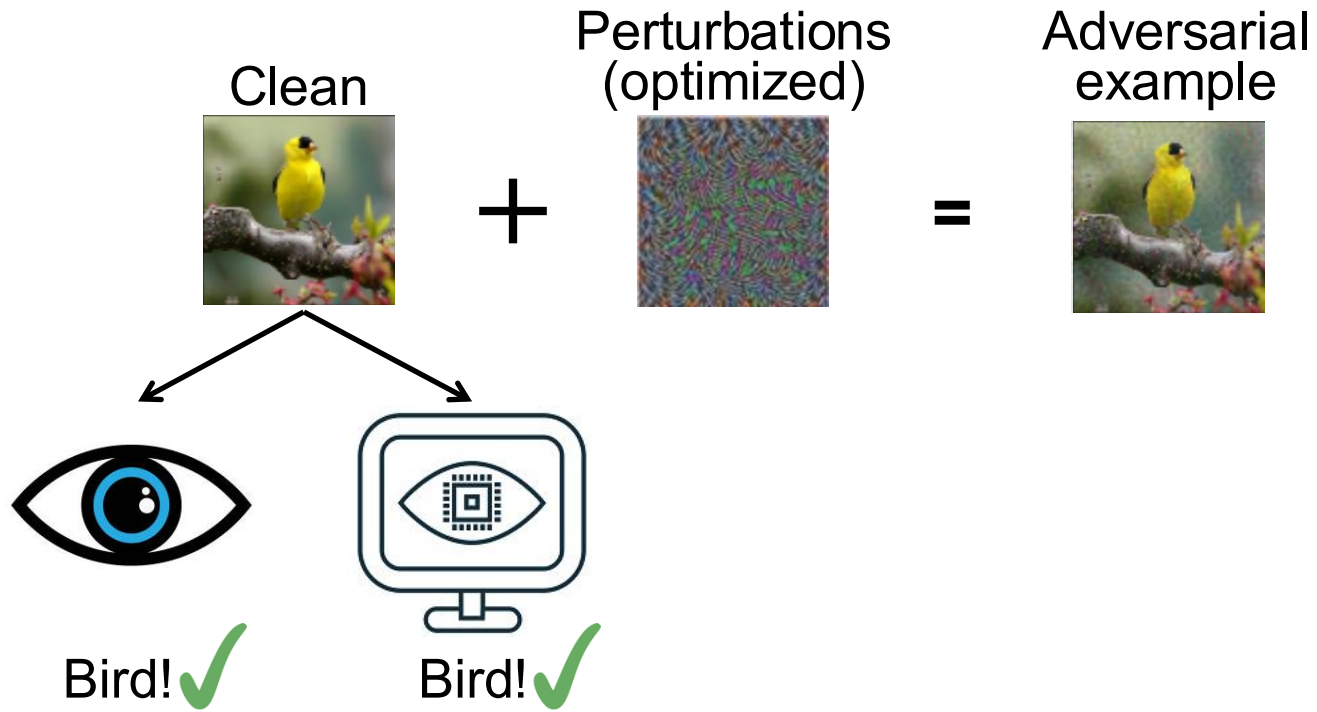 Clean
Perturbations
(optimized)
Adversarial
example
+
=
Bird!
Bird!